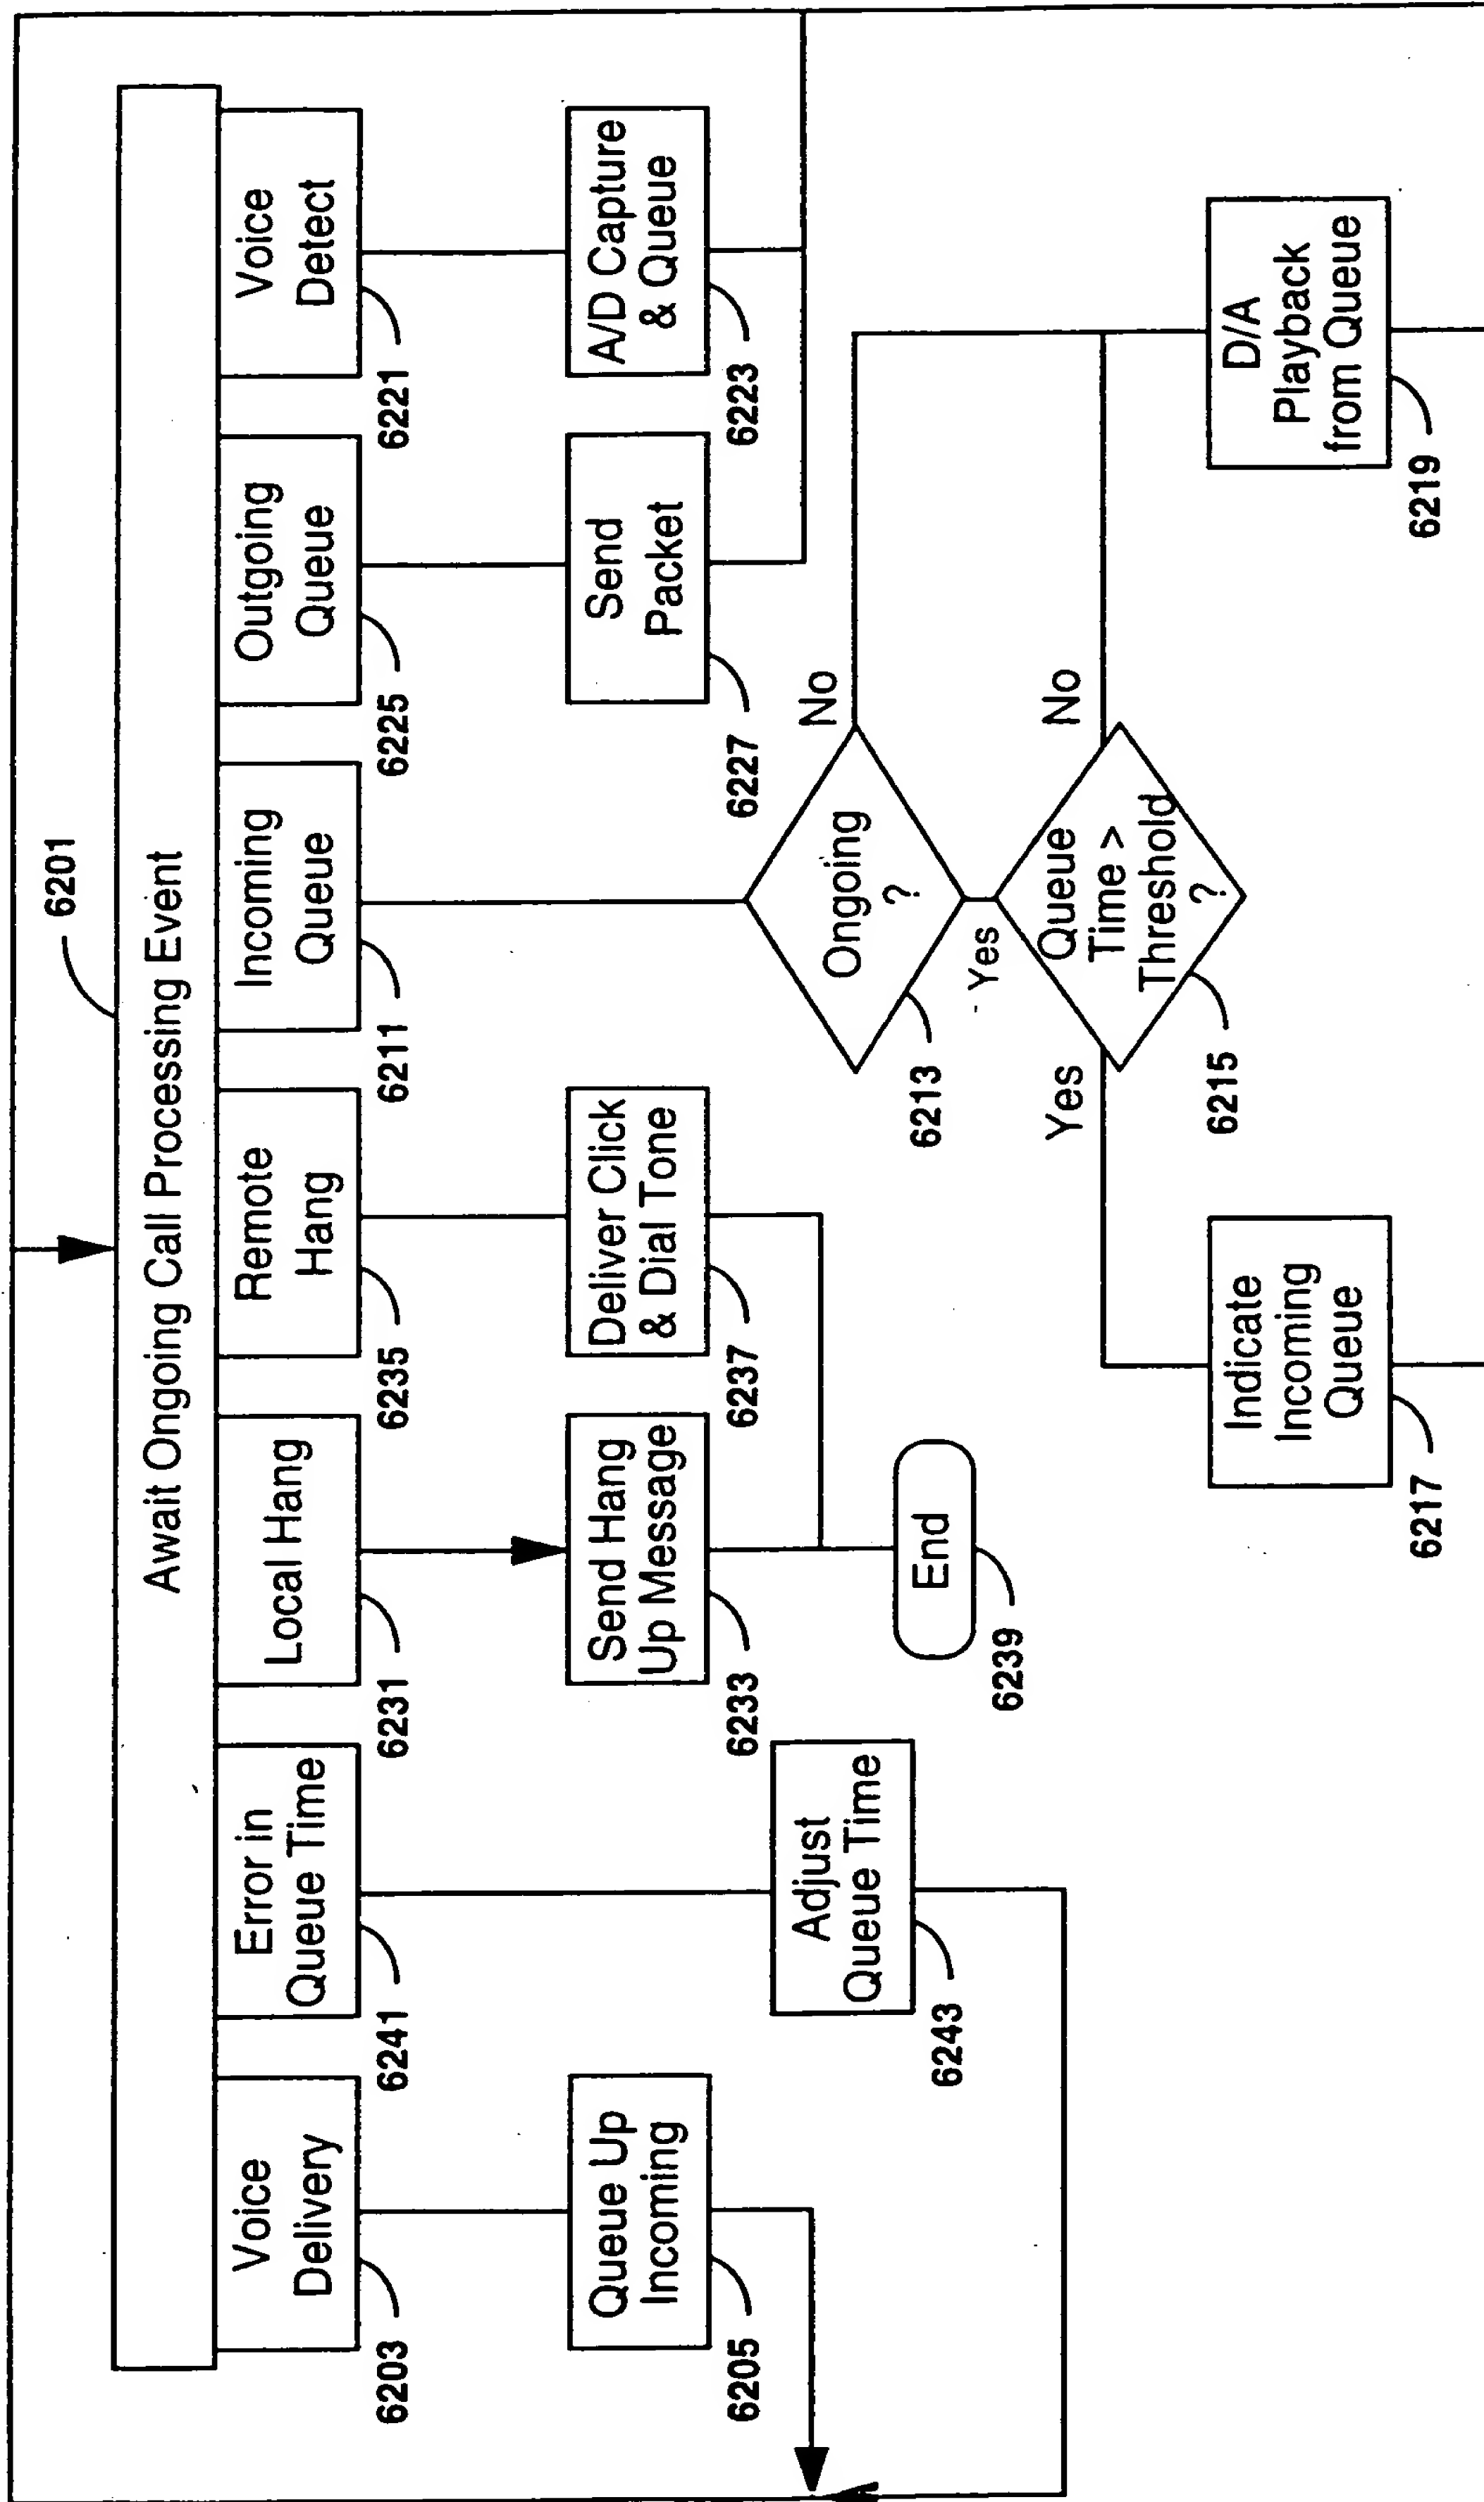 6201
Await Ongoing Call Processing Event
Voice
Delivery
6203
Error in
Queue Time
6241
Local Hang
6231
Remote
Hang
6235
Incoming
Queue
6211
Outgoing
Queue
6225
Voice
Detect
6221
Queue Up
Incoming
6205
Send Hang
Up Message
6233
Deliver Click
& Dial Tone
6237
Send
Packet
6227
A/D Capture
& Queue
6223
Adjust
Queue Time
6243
End
6239
Ongoing
?
6213
No
Yes
Queue
Time >
Threshold
?
6215
Yes
No
Indicate
Incoming
Queue
6217
D/A
Playback
from Queue
6219